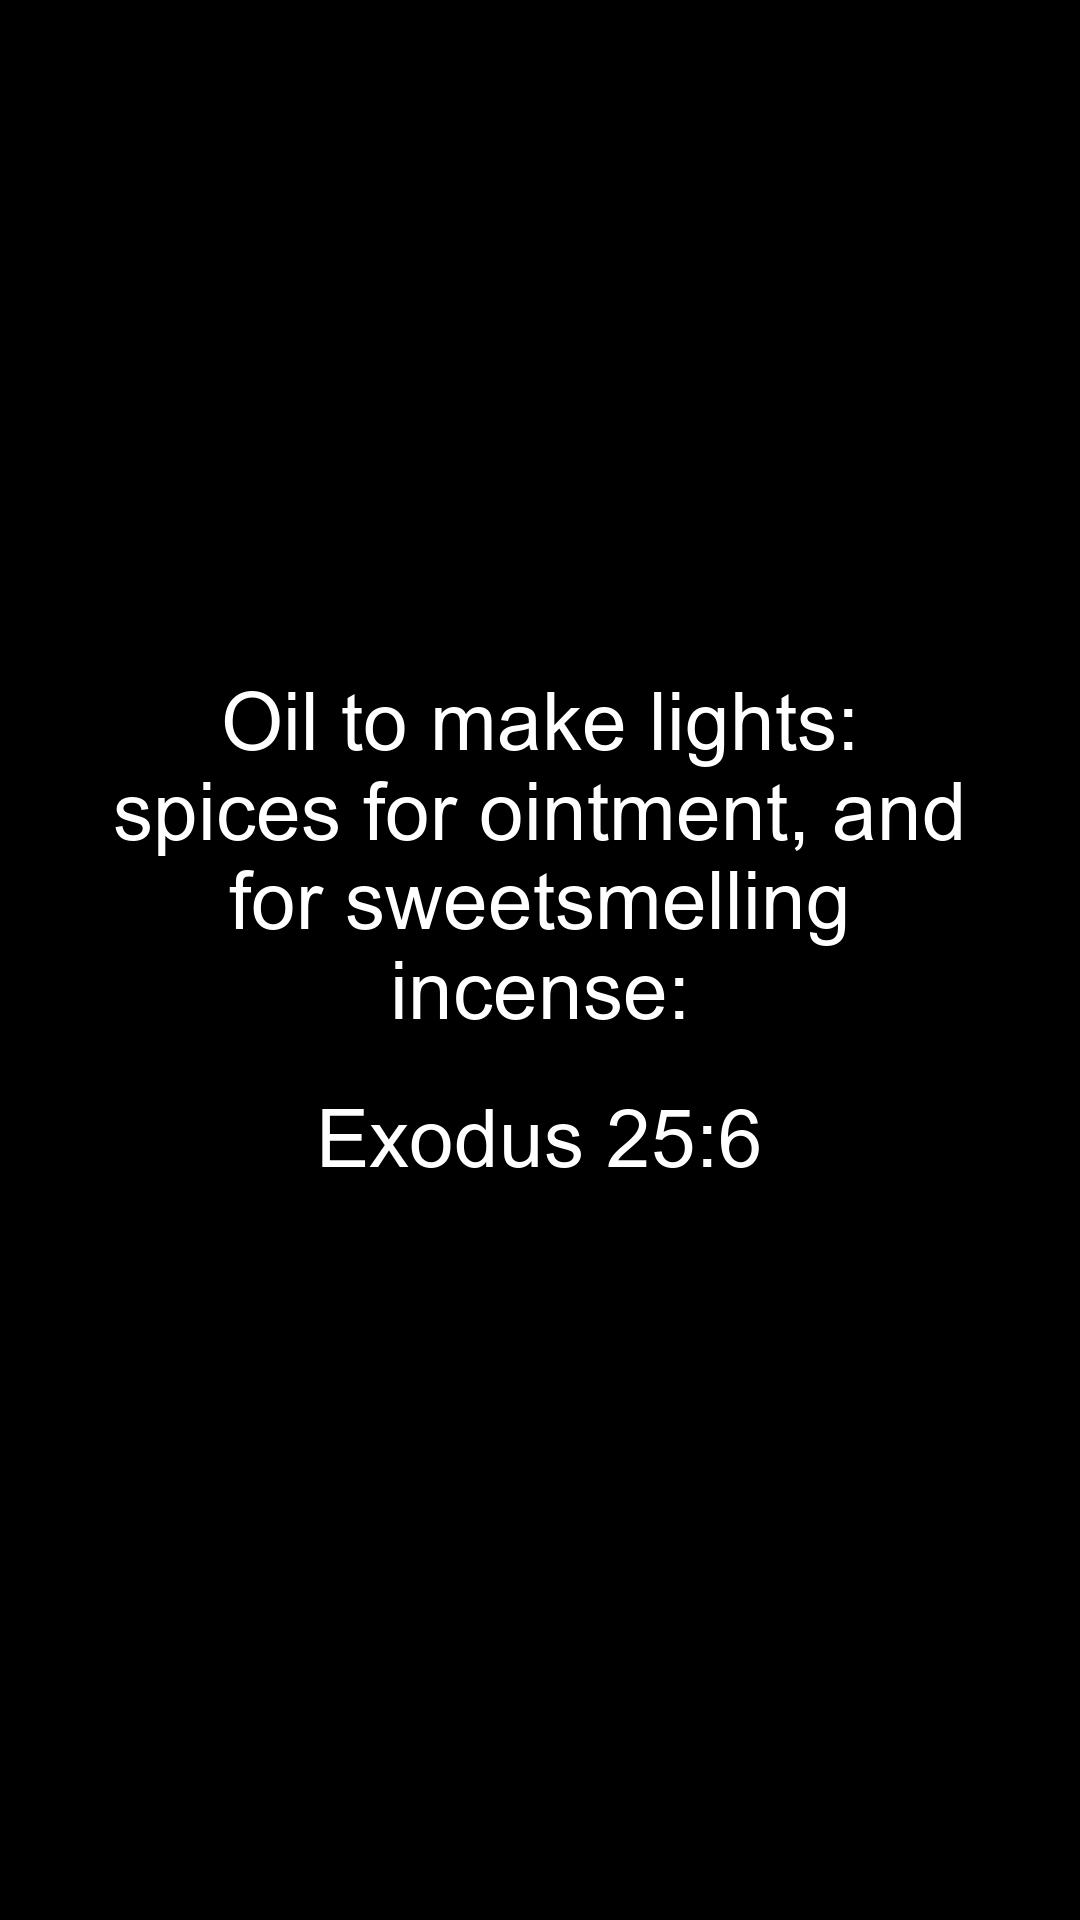 Oil to make lights:
spices for ointment, and
for sweetsmelling
incense:
Exodus 25:6